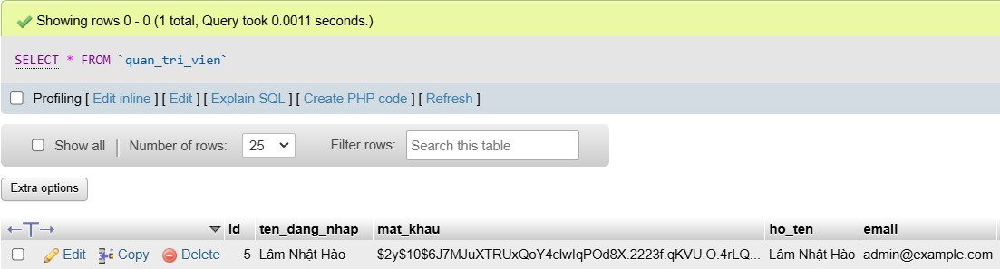 Showing rows 0 - 0 (1 total, Query took 0.0011 seconds.)
SELECT * FROM `quan_tri_vien`
Profiling [ Edit inline ] [ Edit ] [ Explain SQL ] [ Create PHP code ] [ Refresh ]
Show all Number of rows: 25 Filter rows: Search this table
Extra options
id ten_dang_nhap mat_khau ho_ten email
Edit Copy Delete 5 Lâm Nhật Hào $2y$10$6J7MJuXTRUxQoY4clwlqPOd8X.2223f.qKVU.O.4rLQ... Lâm Nhật Hào admin@example.com